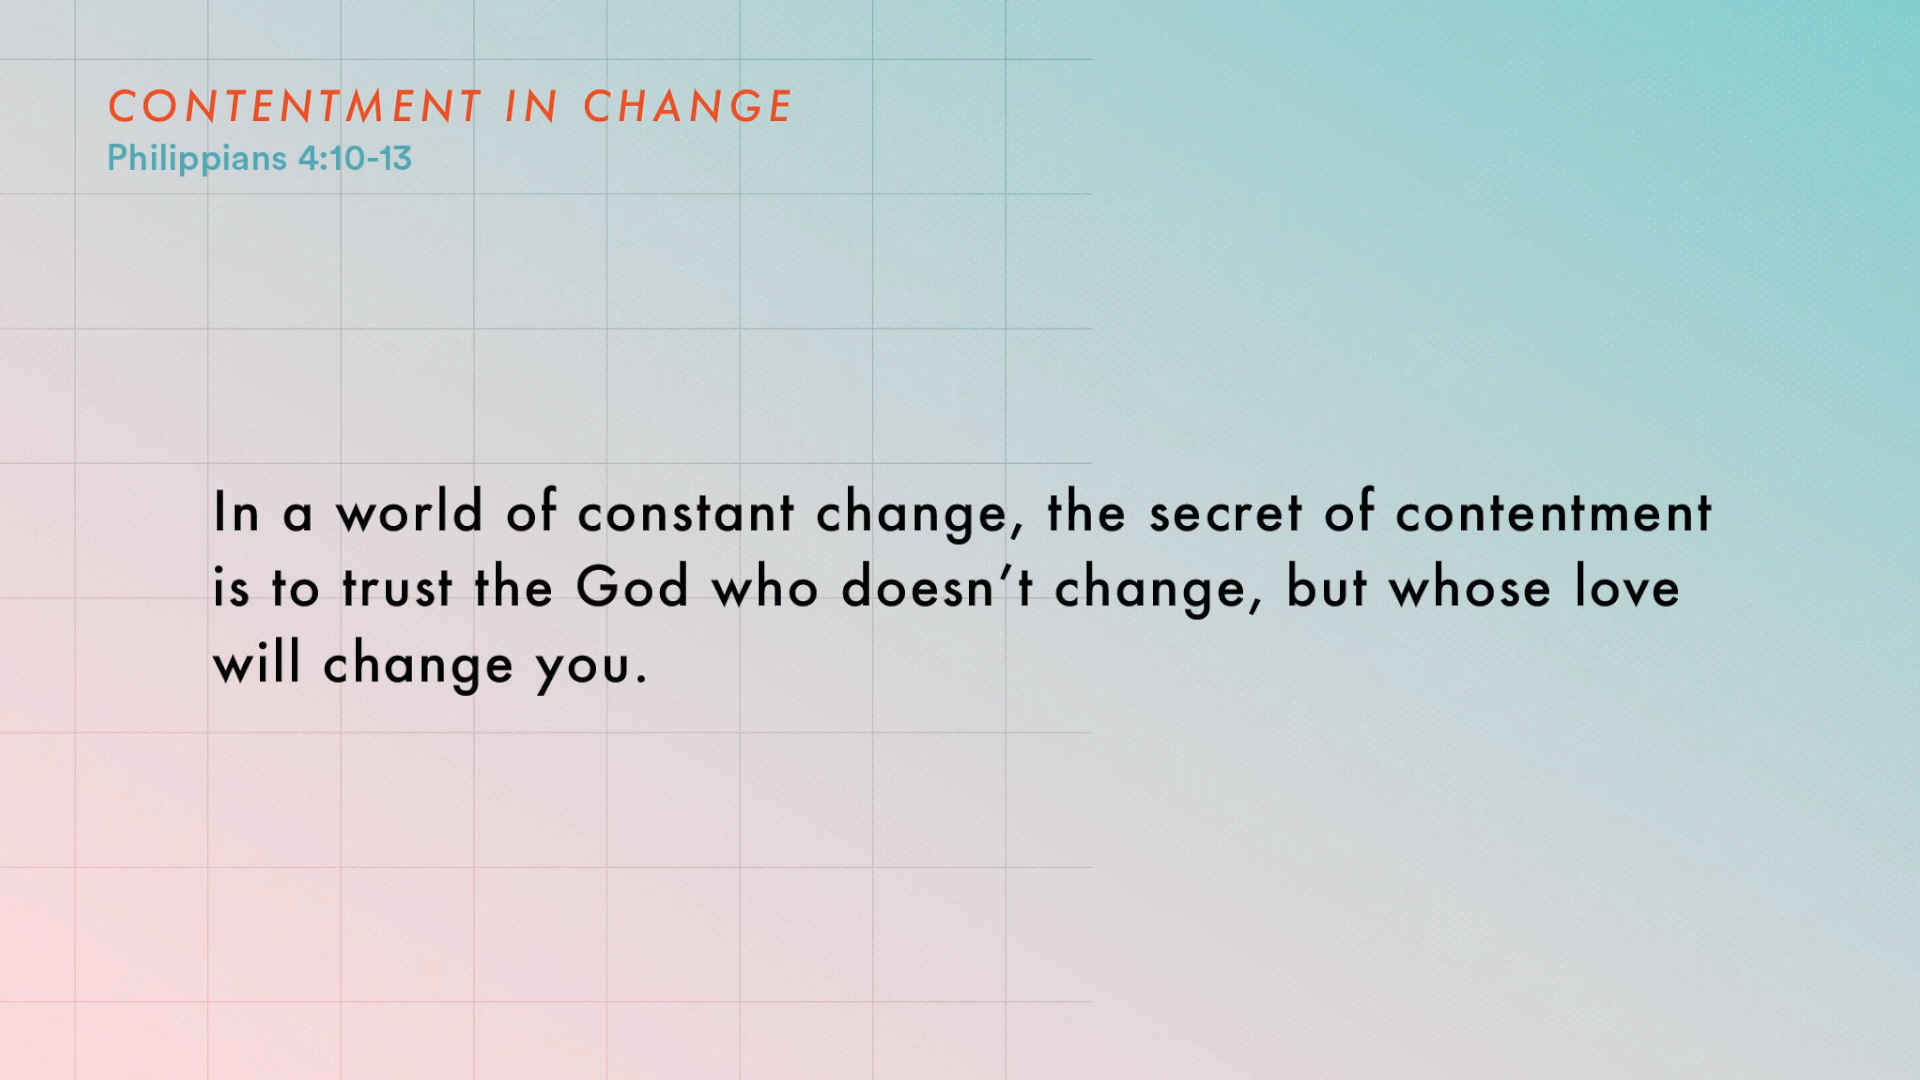 CONTENTMENT IN CHANGE
Philippians 4:10-13
In a world of constant change, the secret of contentment
is to trust the God who doesn’t change, but whose love
will change you.